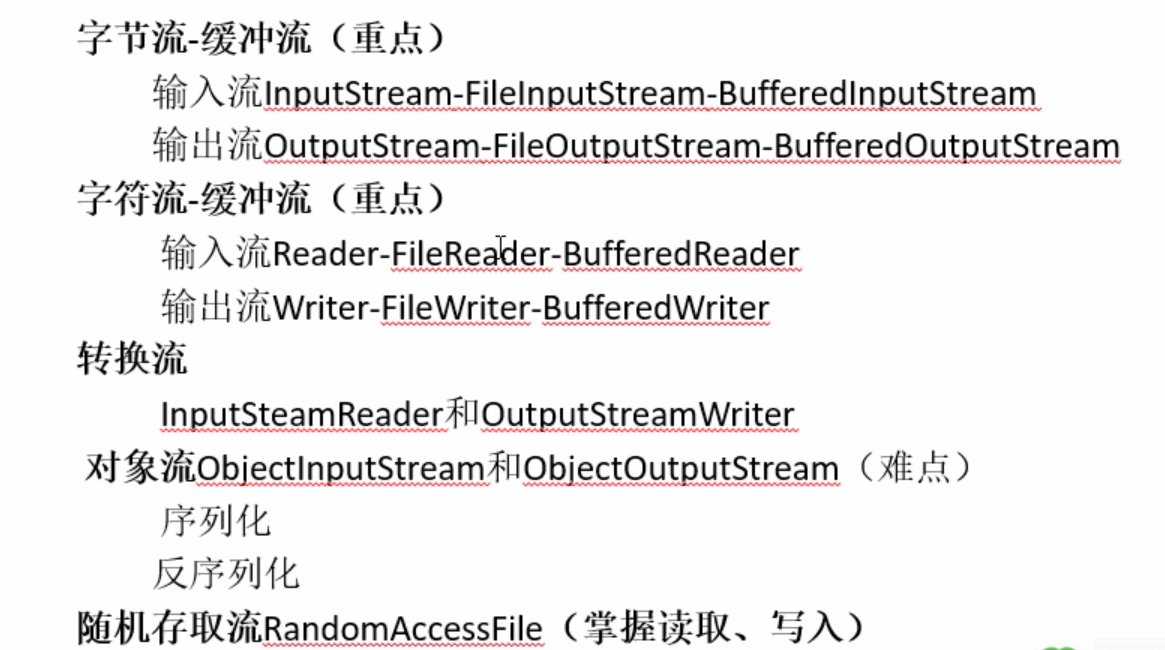 字节流-缓冲流（重点）
输入流InputStream-FileInputStream-BufferedInputStream
输出流OutputStream-FileOutputStream-BufferedOutputStream
字符流-缓冲流（重点）
输入流Reader-FileReader-BufferedReader
输出流Writer-FileWriter-BufferedWriter
转换流
InputSteamReader和OutputStreamWriter
对象流ObjectInputStream和ObjectOutputStream（难点）
序列化
反序列化
随机存取流RandomAccessFile（掌握读取、写入）